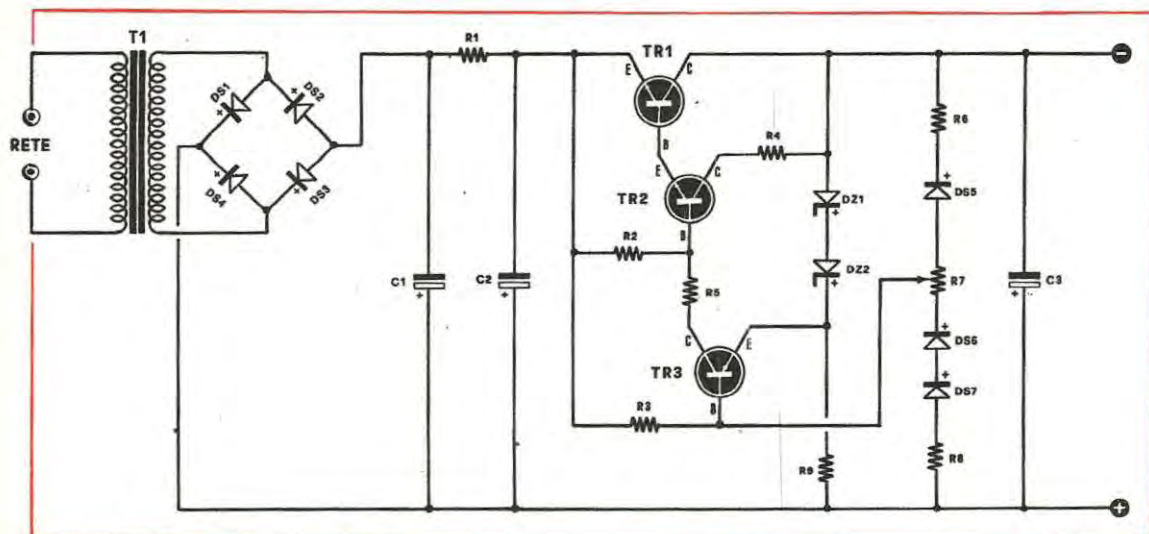 T1
RETE
DS1
DS2
DS4
DS3
+
+
+
+
R1
C1
+
C2
+
TR1
E
C
B
R4
E
C
TR2
B
R2
R5
C
E
TR3
B
R3
DZ1
+
DZ2
+
R9
R6
+
DS5
R7
+
DS6
+
DS7
R8
C3
+
-
+